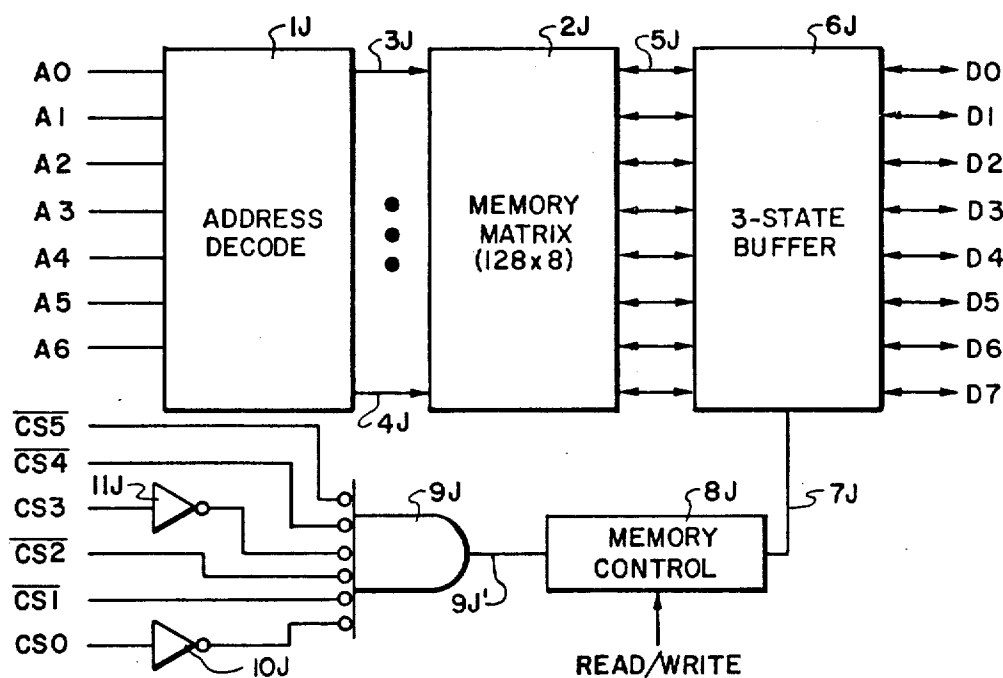 1J
3J
2J
5J
6J
A0
A1
A2
A3
A4
A5
A6
ADDRESS
DECODE
MEMORY
MATRIX
(128x8)
3-STATE
BUFFER
D0
D1
D2
D3
D4
D5
D6
D7
4J
CS5
CS4
CS3
CS2
CS1
CS0
11J
10J
9J
9J'
8J
7J
MEMORY
CONTROL
READ/WRITE